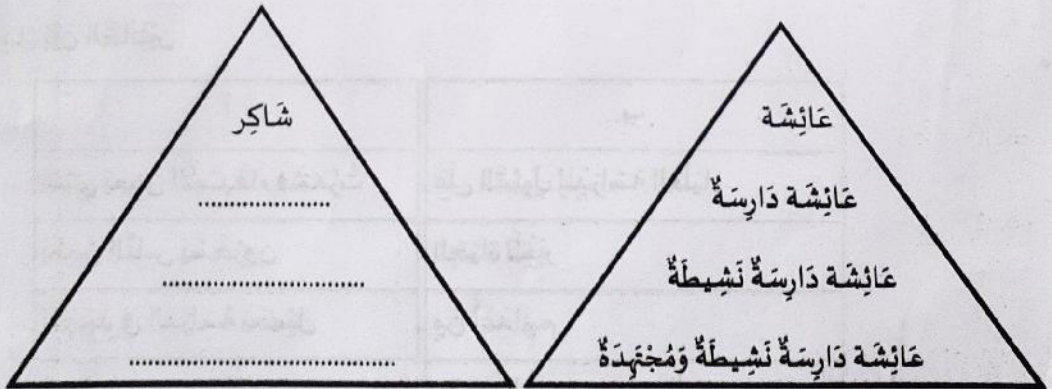 عَائِشَة
عَائِشَة دَارِسَةٌ
عَائِشَة دَارِسَةٌ نَشِيطَةٌ
عَائِشَة دَارِسَةٌ نَشِيطَةٌ وَمُجْتَهِدَةٌ
شَاكِر
....................
..............................
........................................